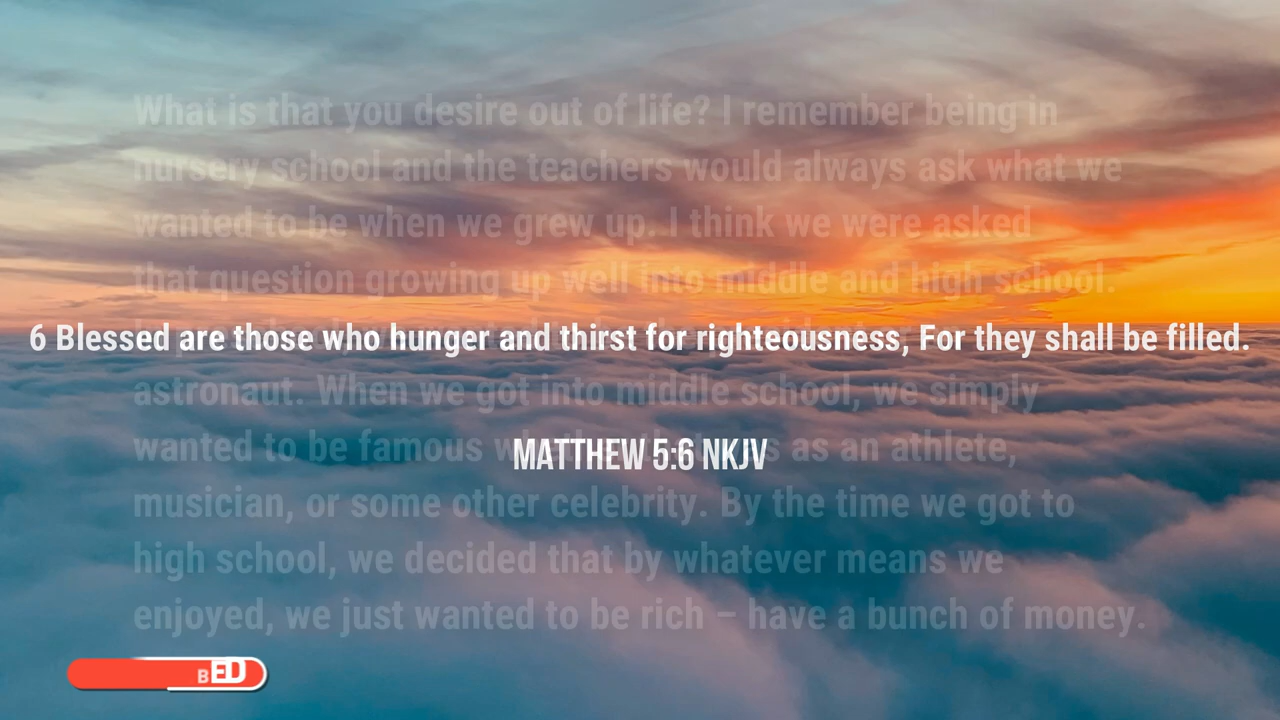 What is that you desire out of life? I remember being in
nursery school and the teachers would always ask what we
wanted to be when we grew up. I think we were asked
that question growing up well into middle and high school.
6 Blessed are those who hunger and thirst for righteousness, For they shall be filled.
astronaut. When we got into middle school, we simply
wanted to be famous as an athlete,
MATTHEW 5:6 NKJV
musician, or some other celebrity. By the time we got to
high school, we decided that by whatever means we
enjoyed, we just wanted to be rich – have a bunch of money.
BED